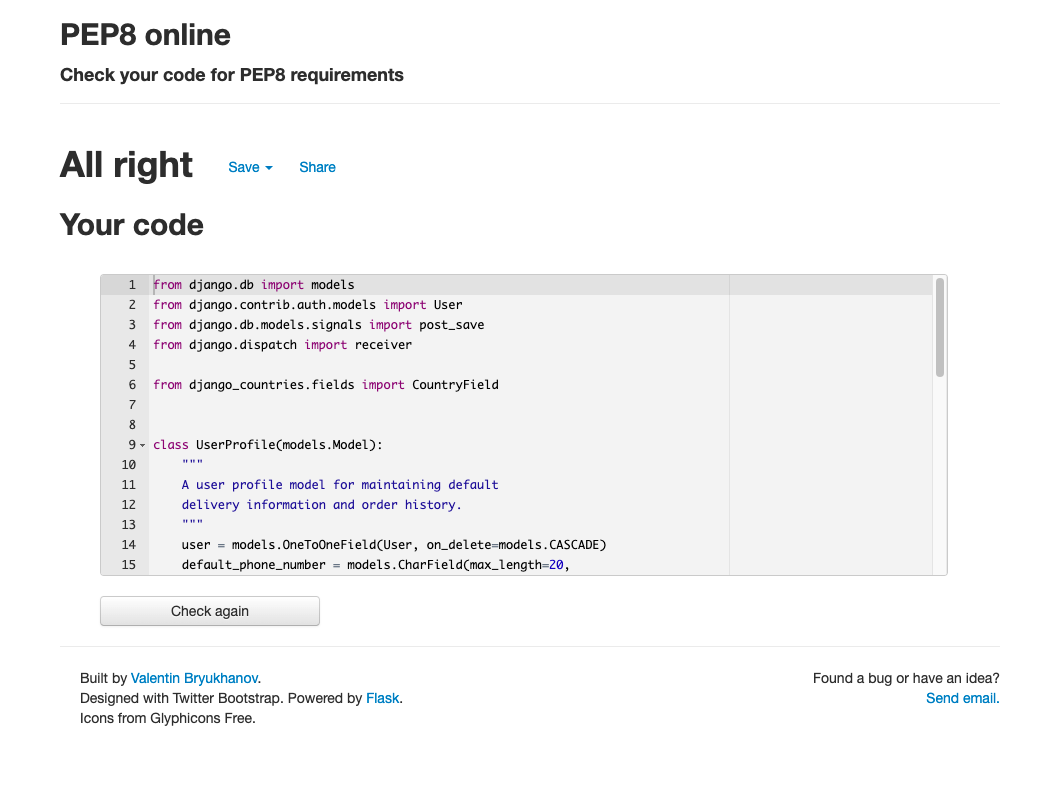 PEP8 online
Check your code for PEP8 requirements
All right Save Share
Your code
1 from django.db import models
2 from django.contrib.auth.models import User
3 from django.db.models.signals import post_save
4 from django.dispatch import receiver
5
6 from django_countries.fields import CountryField
7
8
9 class UserProfile(models.Model):
10     """
11     A user profile model for maintaining default
12     delivery information and order history.
13     """
14     user = models.OneToOneField(User, on_delete=models.CASCADE)
15     default_phone_number = models.CharField(max_length=20,
Check again
Built by Valentin Bryukhanov.
Designed with Twitter Bootstrap. Powered by Flask.
Icons from Glyphicons Free.
Found a bug or have an idea?
Send email.